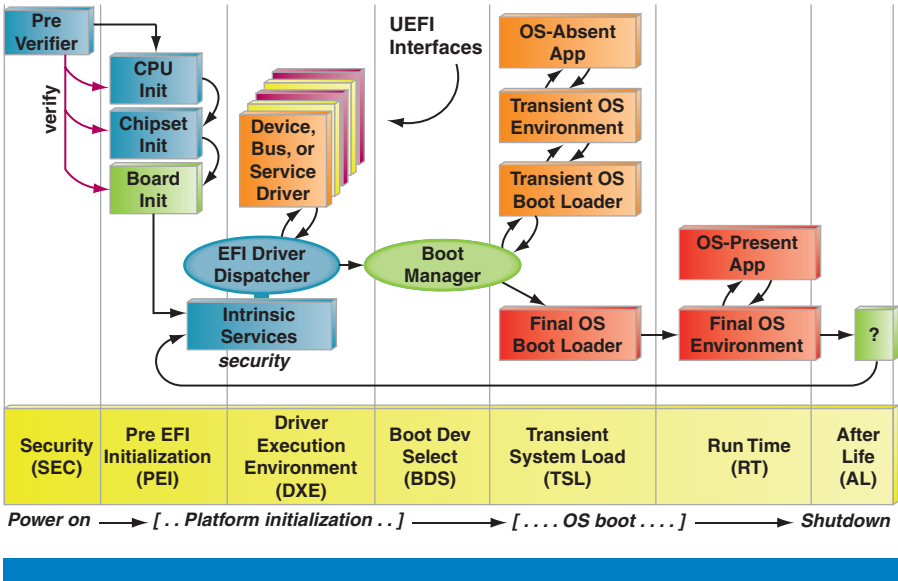 Pre
Verifier
verify
CPU
Init
Chipset
Init
Board
Init
UEFI
Interfaces
Device,
Bus, or
Service
Driver
EFI Driver
Dispatcher
Intrinsic
Services
security
Boot
Manager
OS-Absent
App
Transient OS
Environment
Transient OS
Boot Loader
Final OS
Boot Loader
OS-Present
App
Final OS
Environment
?
Security
(SEC)
Pre EFI
Initialization
(PEI)
Driver
Execution
Environment
(DXE)
Boot Dev
Select
(BDS)
Transient
System Load
(TSL)
Run Time
(RT)
After
Life
(AL)
Power on [ . . Platform initialization . . ] [ . . . . OS boot . . . . ] Shutdown